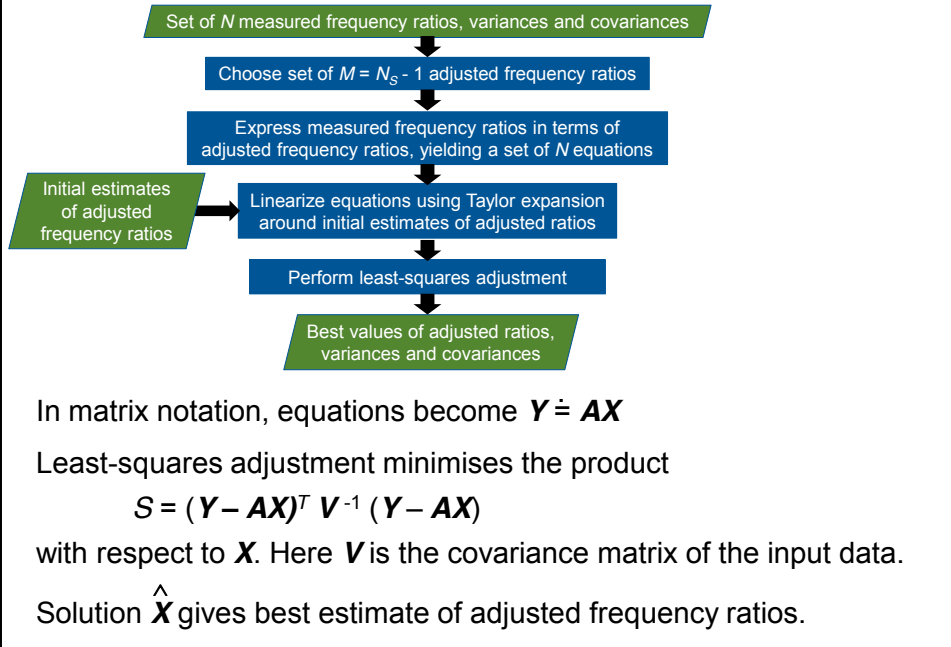 Set of N measured frequency ratios, variances and covariances
Choose set of M = N_S - 1 adjusted frequency ratios
Express measured frequency ratios in terms of
adjusted frequency ratios, yielding a set of N equations
Initial estimates
of adjusted
frequency ratios
Linearize equations using Taylor expansion
around initial estimates of adjusted ratios
Perform least-squares adjustment
Best values of adjusted ratios,
variances and covariances
In matrix notation, equations become Y ≐ AX
Least-squares adjustment minimises the product
S = (Y – AX)ᵀ V⁻¹ (Y – AX)
with respect to X. Here V is the covariance matrix of the input data.
Solution X̂ gives best estimate of adjusted frequency ratios.